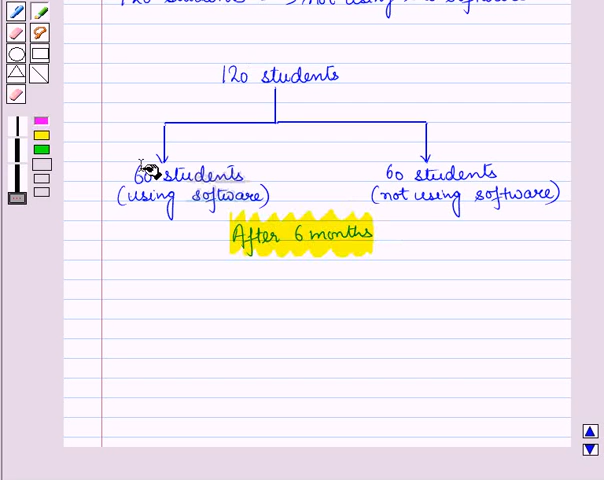 120 students
60 students
(using software)
60 students
(not using software)
After 6 months